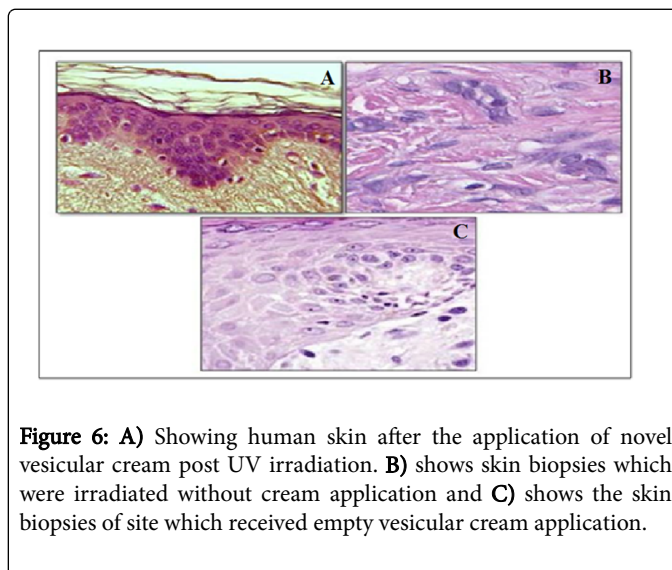 A
B
C
Figure 6: A) Showing human skin after the application of novel
vesicular cream post UV irradiation. B) shows skin biopsies which
were irradiated without cream application and C) shows the skin
biopsies of site which received empty vesicular cream application.